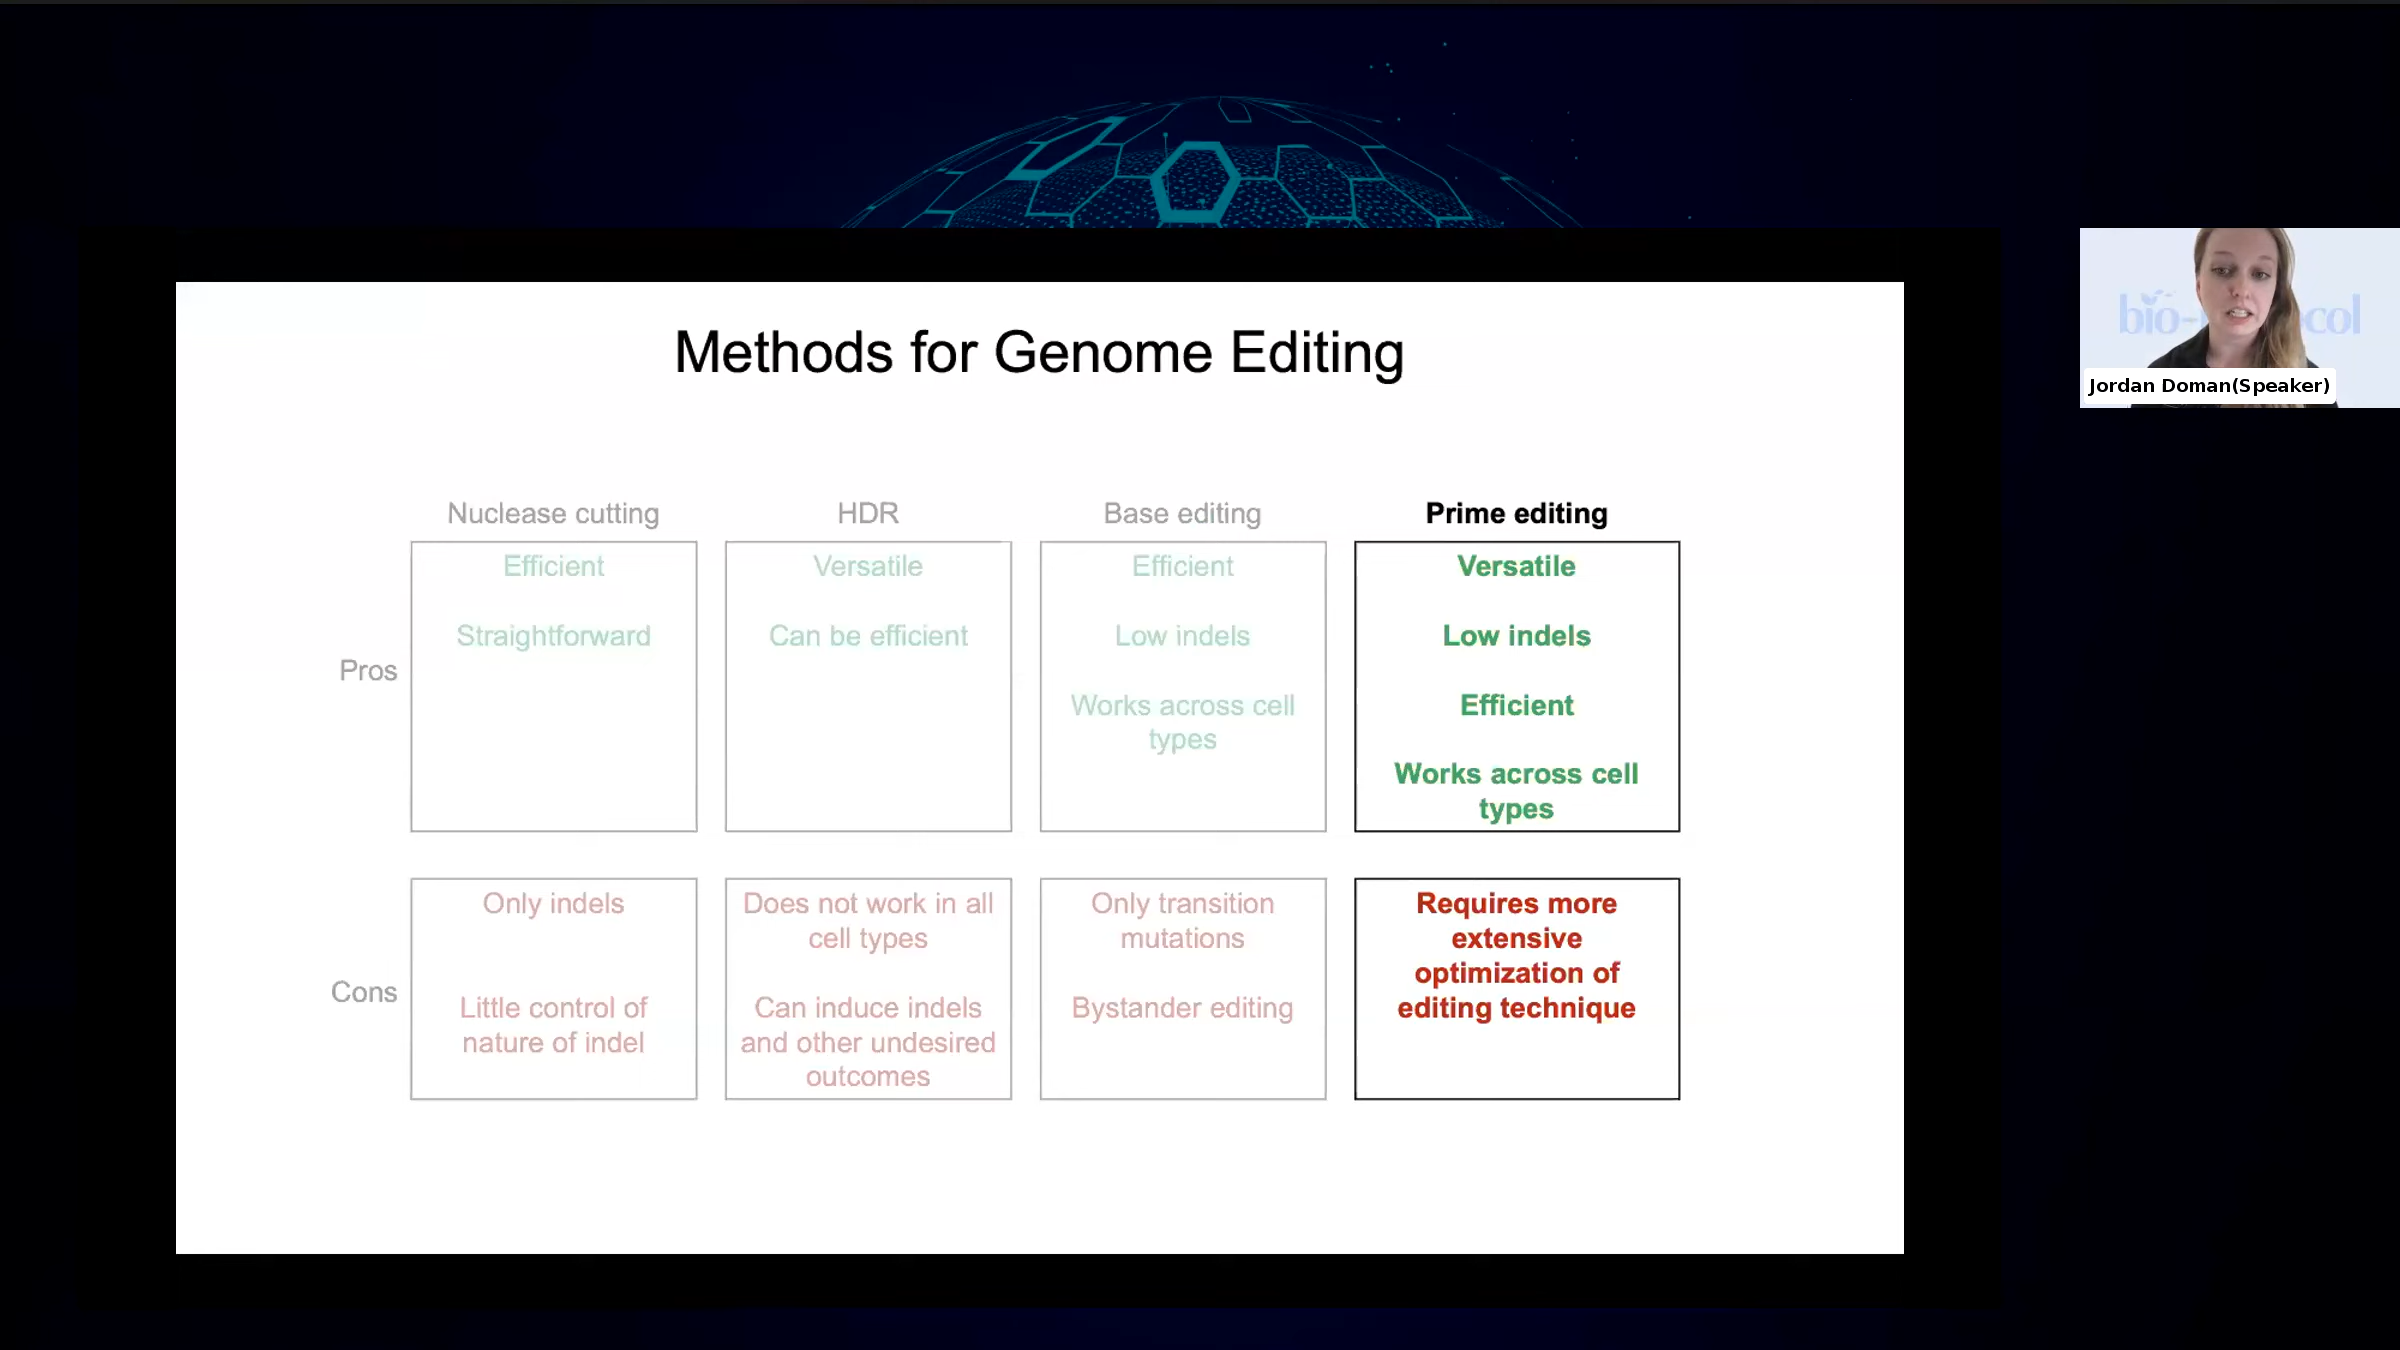 Methods for Genome Editing
bio-
col
Jordan Doman(Speaker)
Nuclease cutting
HDR
Base editing
Prime editing
Pros
Efficient
Straightforward
Versatile
Can be efficient
Efficient
Low indels
Works across cell
types
Versatile
Low indels
Efficient
Works across cell
types
Cons
Only indels
Little control of
nature of indel
Does not work in all
cell types
Can induce indels
and other undesired
outcomes
Only transition
mutations
Bystander editing
Requires more
extensive
optimization of
editing technique